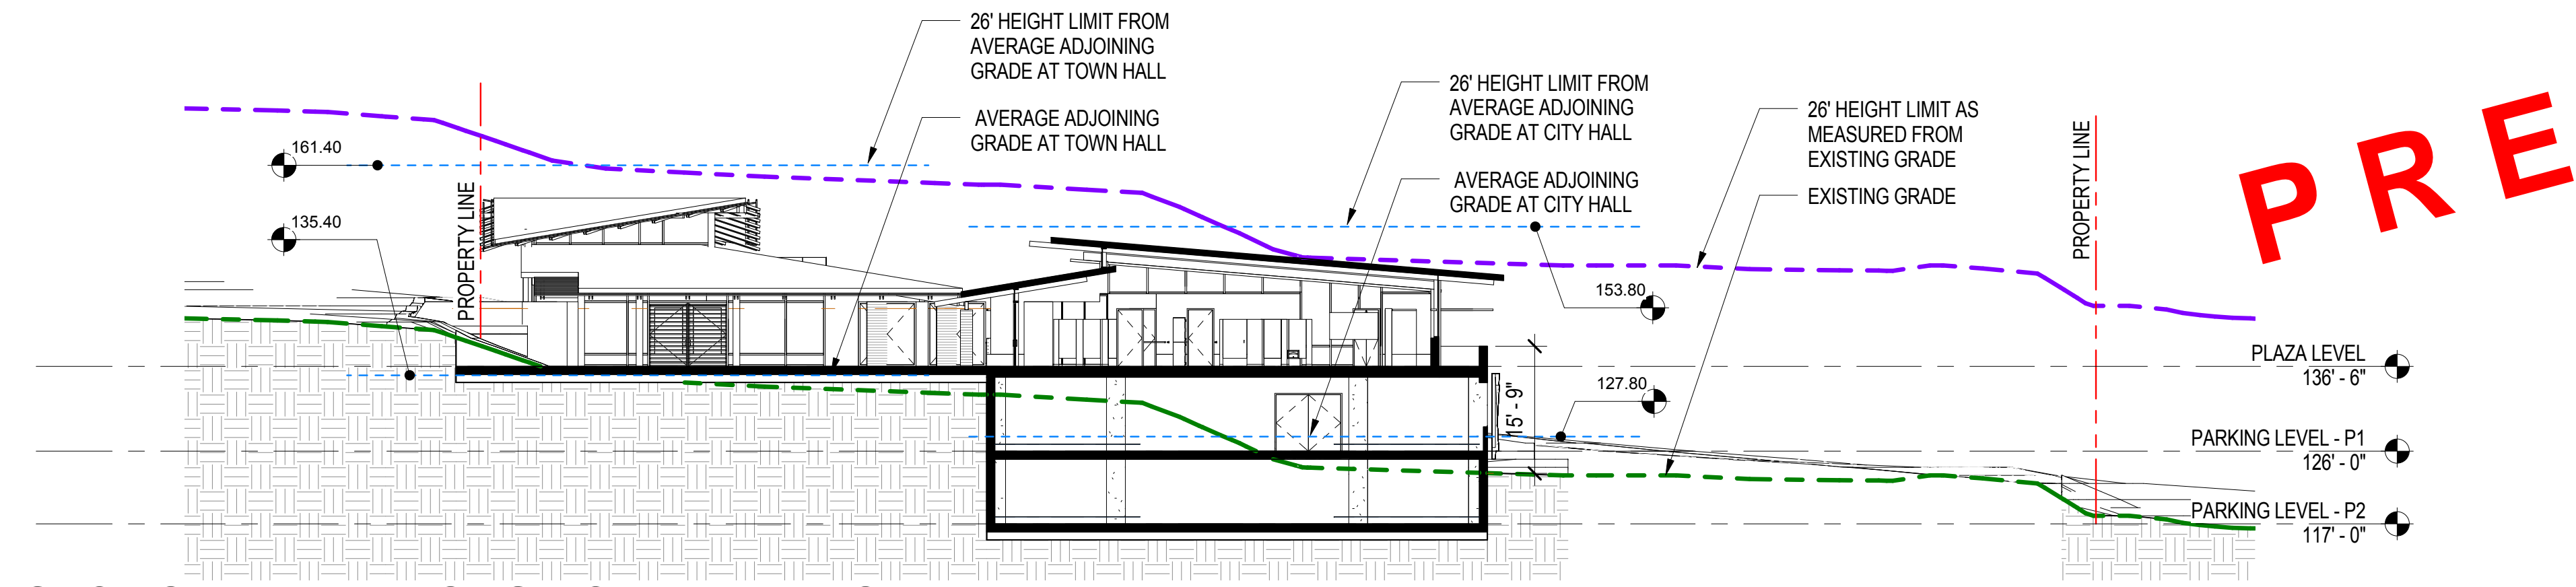 26' HEIGHT LIMIT FROM
AVERAGE ADJOINING
GRADE AT TOWN HALL
AVERAGE ADJOINING
GRADE AT TOWN HALL
26' HEIGHT LIMIT FROM
AVERAGE ADJOINING
GRADE AT CITY HALL
AVERAGE ADJOINING
GRADE AT CITY HALL
26' HEIGHT LIMIT AS
MEASURED FROM
EXISTING GRADE
EXISTING GRADE
PRE
161.40
135.40
PROPERTY LINE
PROPERTY LINE
153.80
127.80
15' - 9"
PLAZA LEVEL
136' - 6"
PARKING LEVEL - P1
126' - 0"
PARKING LEVEL - P2
117' - 0"